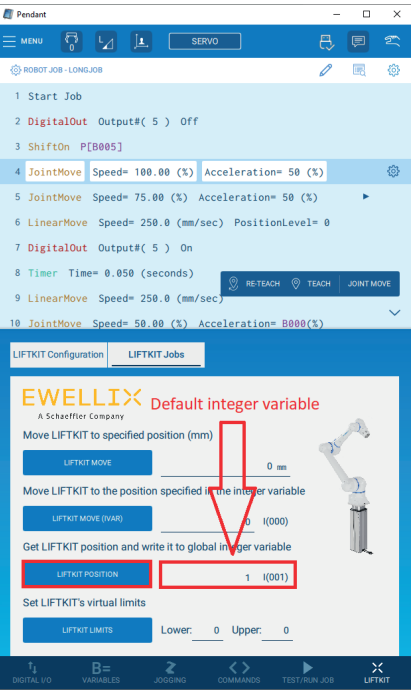 Pendant
MENU 0 SERVO
ROBOT JOB - LONGJOB
1 Start Job
2 DigitalOut Output#( 5 ) Off
3 ShiftOn P[B005]
4 JointMove Speed= 100.00 (%) Acceleration= 50 (%)
5 JointMove Speed= 75.00 (%) Acceleration= 50 (%)
6 LinearMove Speed= 250.0 (mm/sec) PositionLevel= 0
7 DigitalOut Output#( 5 ) On
8 Timer Time= 0.050 (seconds)
RE-TEACH TEACH JOINT MOVE
9 LinearMove Speed= 250.0 (mm/sec)
10 JointMove Speed= 50.00 (%) Acceleration= B000(%)
LIFTKIT Configuration LIFTKIT Jobs
EWELLIX
A Schaeffler Company
Default integer variable
Move LIFTKIT to specified position (mm)
LIFTKIT MOVE 0 mm
Move LIFTKIT to the position specified in the integer variable
LIFTKIT MOVE (IVAR) 0 I(000)
Get LIFTKIT position and write it to global integer variable
LIFTKIT POSITION 1 I(001)
Set LIFTKIT's virtual limits
LIFTKIT LIMITS Lower: 0 Upper: 0
DIGITAL I/O VARIABLES JOGGING COMMANDS TEST/RUN JOB LIFTKIT